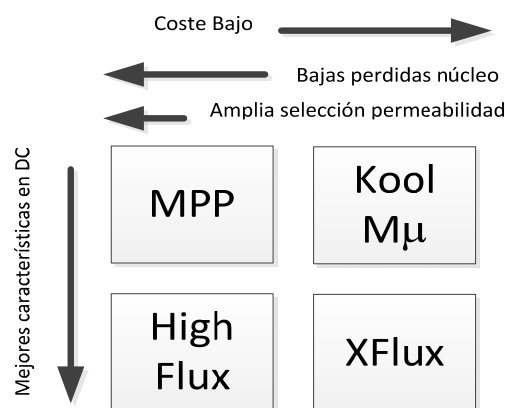 Coste Bajo
Bajas perdidas núcleo
Amplia selección permeabilidad
Mejores características en DC
MPP
Kool
Mμ
High
Flux
XFlux